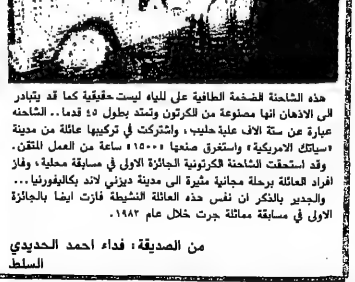 هذه الشاحنة الضخمة الطافية على المياه ليست حقيقية كما قد يتبادر
الى الاذهان انها مصنوعة من الكرتون وتمتد بطول ٤٥ قدما.. الشاحنه
عبارة عن ستة الاف علبة حليب، واشتركت في تركيبها عائلة من مدينة
«سياتك الامريكية» واستغرق صنعها «١٥٠٠» ساعة من العمل المتقن.
وقد استحقت الشاحنة الكرتونية الجائزة الاولى في مسابقة محلية، وفاز
افراد العائلة برحلة مجانية مثيرة الى مدينة ديزني لاند بكاليفورنيا...
والجدير بالذكر ان نفس هذه العائلة النشيطة فازت ايضا بالجائزة
الاولى في مسابقة مماثلة جرت خلال عام ١٩٨٢.
من الصديقة: فداء احمد الحديدي
السلط